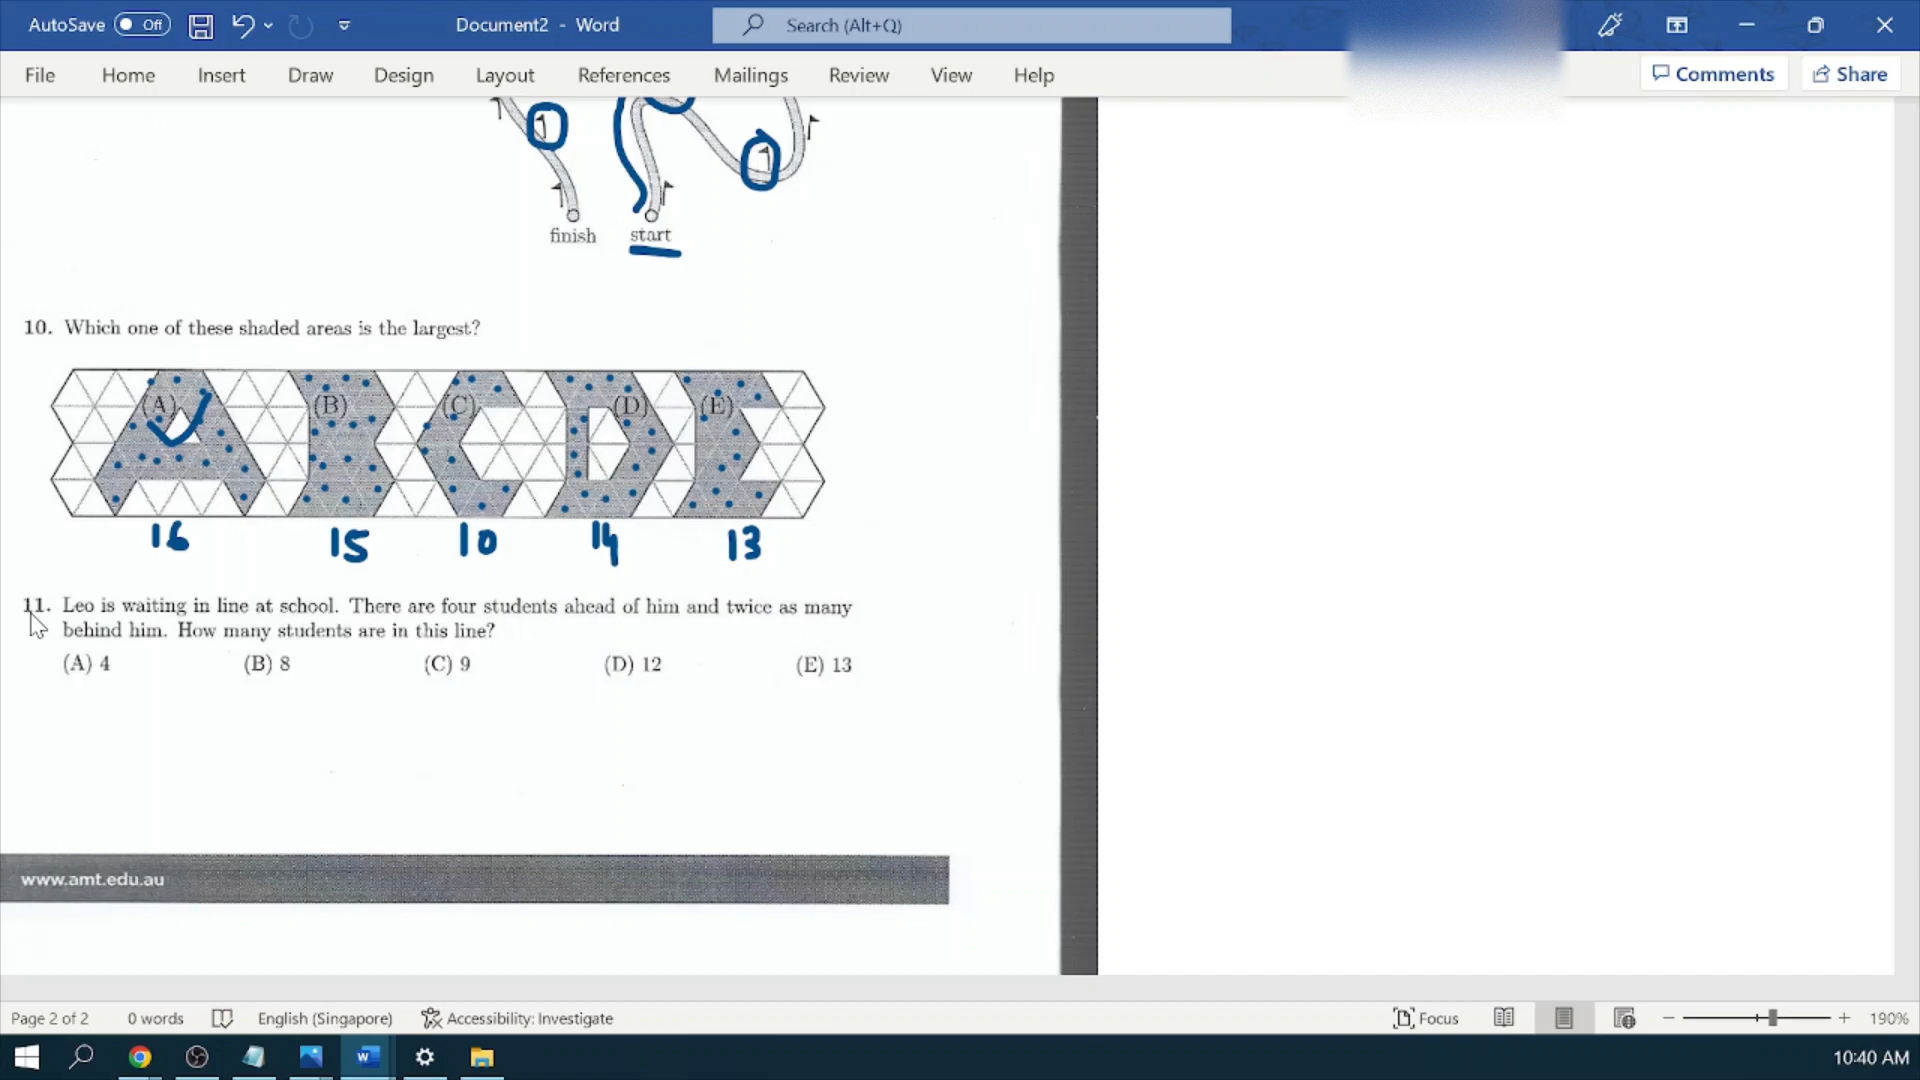 AutoSave Off
Document2 - Word
Search (Alt+Q)
File Home Insert Draw Design Layout References Mailings Review View Help
Comments Share
finish start
10. Which one of these shaded areas is the largest?
(A) (B) (C) (D) (E)
16 15 10 14 13
11. Leo is waiting in line at school. There are four students ahead of him and twice as many
behind him. How many students are in this line?
(A) 4 (B) 8 (C) 9 (D) 12 (E) 13
www.amt.edu.au
Page 2 of 2 0 words English (Singapore) Accessibility: Investigate Focus 190%
10:40 AM